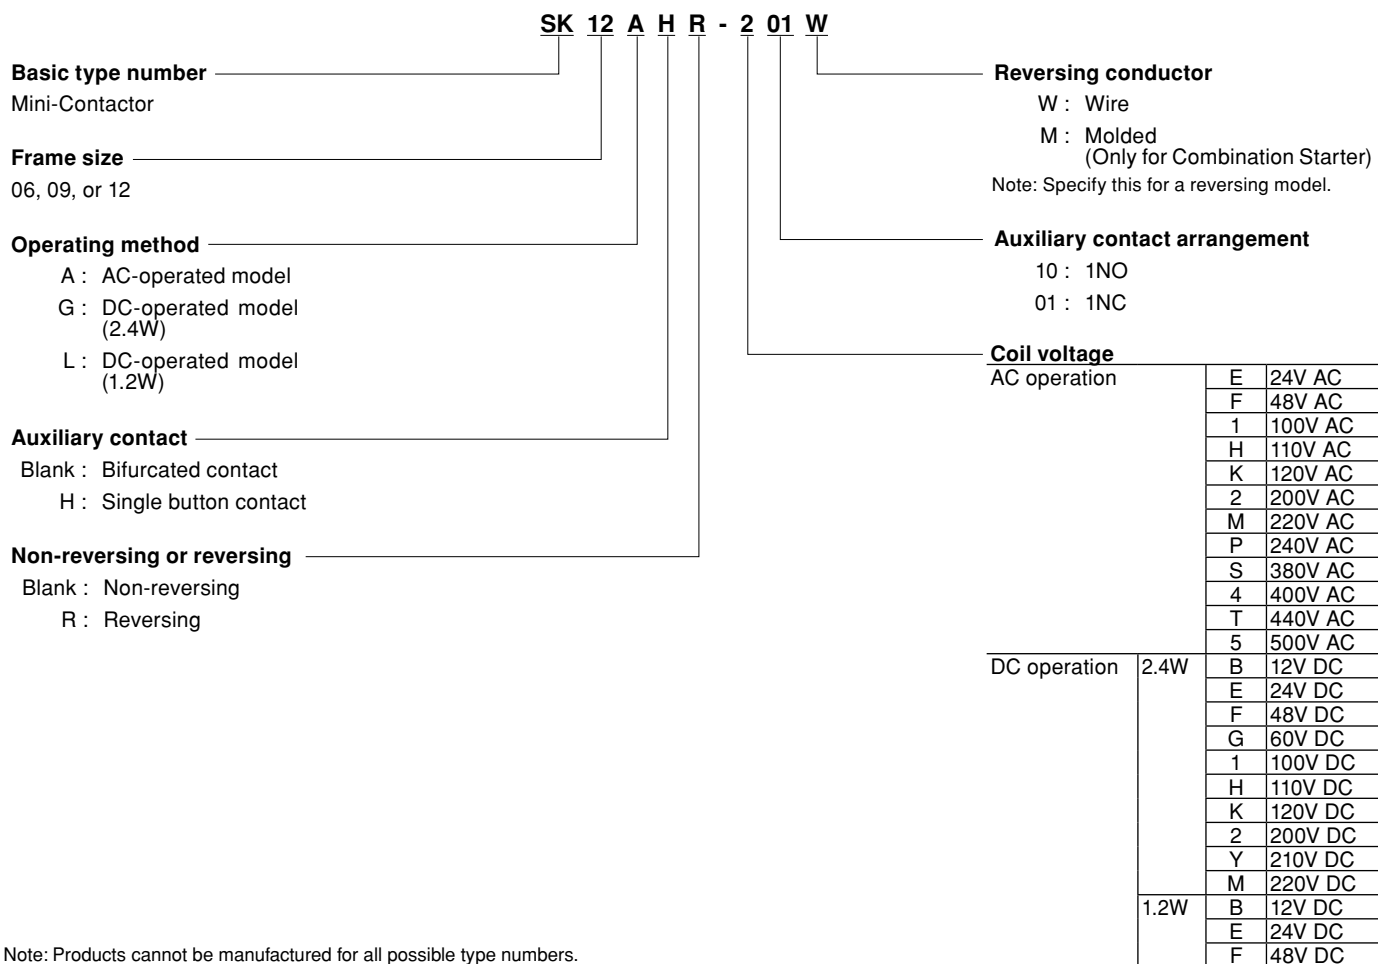 SK 12 A H R - 2 01 W
Basic type number
Mini-Contactor
Frame size
06, 09, or 12
Operating method
A : AC-operated model
G : DC-operated model
(2.4W)
L : DC-operated model
(1.2W)
Auxiliary contact
Blank : Bifurcated contact
H : Single button contact
Non-reversing or reversing
Blank : Non-reversing
R : Reversing
Reversing conductor
W : Wire
M : Molded
(Only for Combination Starter)
Note: Specify this for a reversing model.
Auxiliary contact arrangement
10 : 1NO
01 : 1NC
Coil voltage
AC operation E 24V AC
F 48V AC
1 100V AC
H 110V AC
K 120V AC
2 200V AC
M 220V AC
P 240V AC
S 380V AC
4 400V AC
T 440V AC
5 500V AC
DC operation 2.4W B 12V DC
E 24V DC
F 48V DC
G 60V DC
1 100V DC
H 110V DC
K 120V DC
2 200V DC
Y 210V DC
M 220V DC
1.2W B 12V DC
E 24V DC
F 48V DC
Note: Products cannot be manufactured for all possible type numbers.